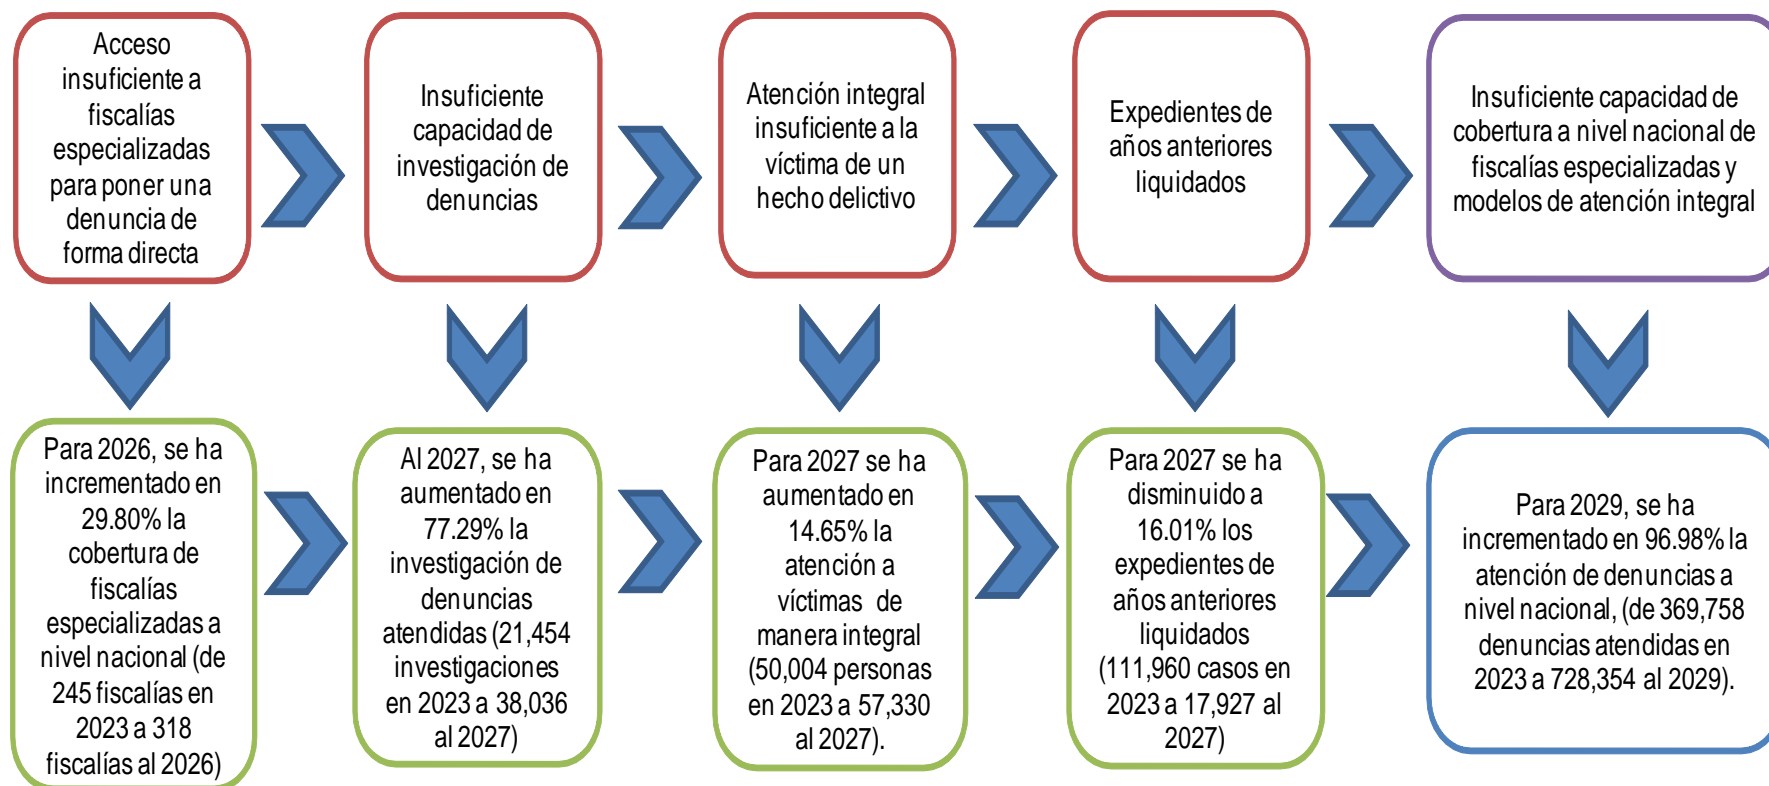 Acceso
insuficiente a
fiscalías
especializadas
para poner una
denuncia de
forma directa
Insuficiente
capacidad de
investigación de
denuncias
Atención integral
insuficiente a la
víctima de un
hecho delictivo
Expedientes de
años anteriores
liquidados
Insuficiente capacidad de
cobertura a nivel nacional de
fiscalías especializadas y
modelos de atención integral
Para 2026, se ha
incrementado en
29.80% la
cobertura de
fiscalías
especializadas a
nivel nacional (de
245 fiscalías en
2023 a 318
fiscalías al 2026)
Al 2027, se ha
aumentado en
77.29% la
investigación de
denuncias
atendidas (21,454
investigaciones
en 2023 a 38,036
al 2027)
Para 2027 se ha
aumentado en
14.65% la
atención a
víctimas de
manera integral
(50,004 personas
en 2023 a 57,330
al 2027).
Para 2027 se ha
disminuido a
16.01% los
expedientes de
años anteriores
liquidados
(111,960 casos en
2023 a 17,927 al
2027)
Para 2029, se ha
incrementado en 96.98% la
atención de denuncias a
nivel nacional, (de 369,758
denuncias atendidas en
2023 a 728,354 al 2029).